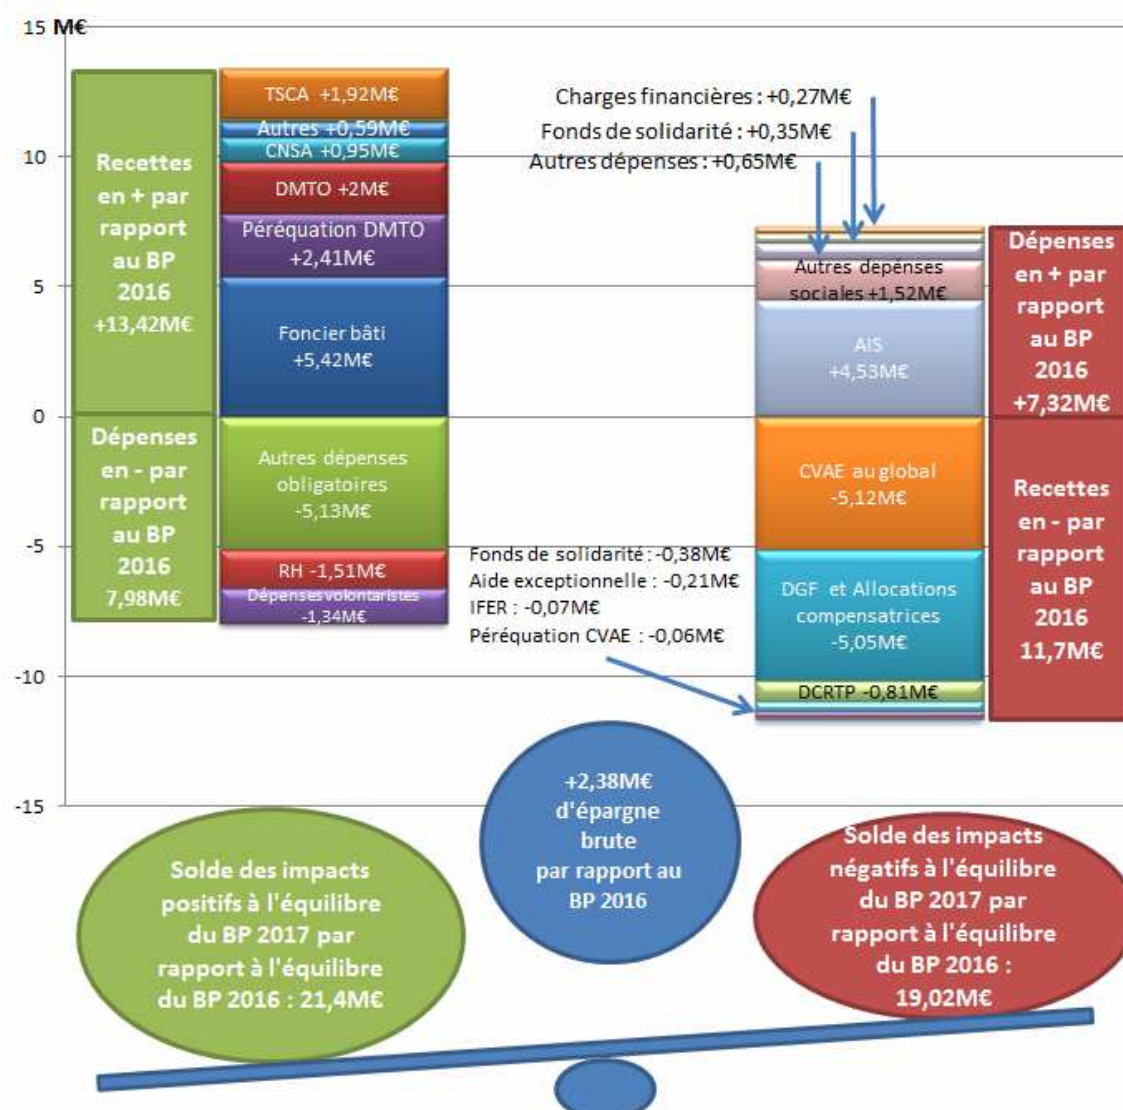 15 M€
10
5
0
-5
-10
-15
Recettes
en + par
rapport
au BP
2016
+13,42M€
Dépenses
en - par
rapport
au BP
2016
7,98M€
TSCA +1,92M€
Autres +0,59M€
CNSA +0,95M€
DMTO +2M€
Péréquation DMTO
+2,41M€
Foncier bâti
+5,42M€
Autres dépenses
obligatoires
-5,13M€
RH -1,51M€
Dépenses volontaristes
-1,34M€
Charges financières : +0,27M€
Fonds de solidarité : +0,35M€
Autres dépenses : +0,65M€
Autres dépenses
sociales +1,52M€
AIS
+4,53M€
CVAE au global
-5,12M€
DGF et Allocations
compensatrices
-5,05M€
DCRTP -0,81M€
Fonds de solidarité : -0,38M€
Aide exceptionnelle : -0,21M€
IFER : -0,07M€
Péréquation CVAE : -0,06M€
Dépenses
en + par
rapport
au BP
2016
+7,32M€
Recettes
en - par
rapport
au BP
2016
11,7M€
Solde des impacts
positifs à l'équilibre
du BP 2017 par
rapport à l'équilibre
du BP 2016 : 21,4M€
+2,38M€
d'épargne
brute
par rapport au
BP 2016
Solde des impacts
négatifs à l'équilibre
du BP 2017 par
rapport à l'équilibre
du BP 2016 :
19,02M€